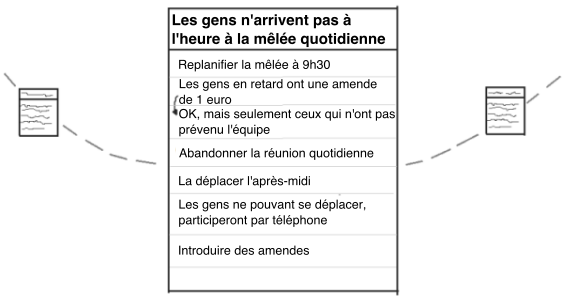 Les gens n'arrivent pas à
l'heure à la mêlée quotidienne
Replanifier la mêlée à 9h30
Les gens en retard ont une amende
de 1 euro
OK, mais seulement ceux qui n'ont pas
prévenu l'équipe
Abandonner la réunion quotidienne
La déplacer l'après-midi
Les gens ne pouvant se déplacer,
participeront par téléphone
Introduire des amendes